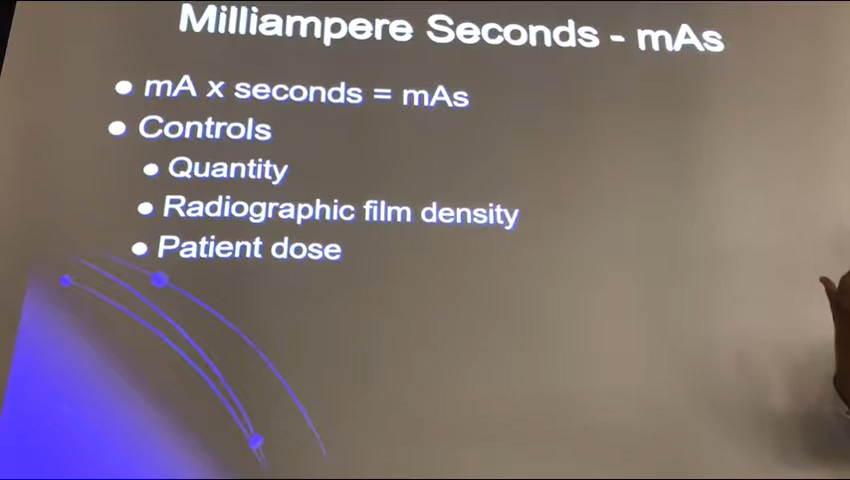 Milliampere Seconds - mAs
mA x seconds = mAs
Controls
Quantity
Radiographic film density
Patient dose